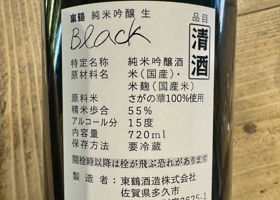 東鶴 純米吟醸 生
Black
品目
清酒
特定名称 純米吟醸酒
原材料名 米(国産)・
米麹(国産米)
原料米 さがの華100%使用
精米歩合 55%
アルコール分 15度
内容量 720ml
保存方法 要冷蔵
開栓時以降は栓が飛ぶ恐れがあります
製造者:東鶴酒造株式会社
佐賀県多久市